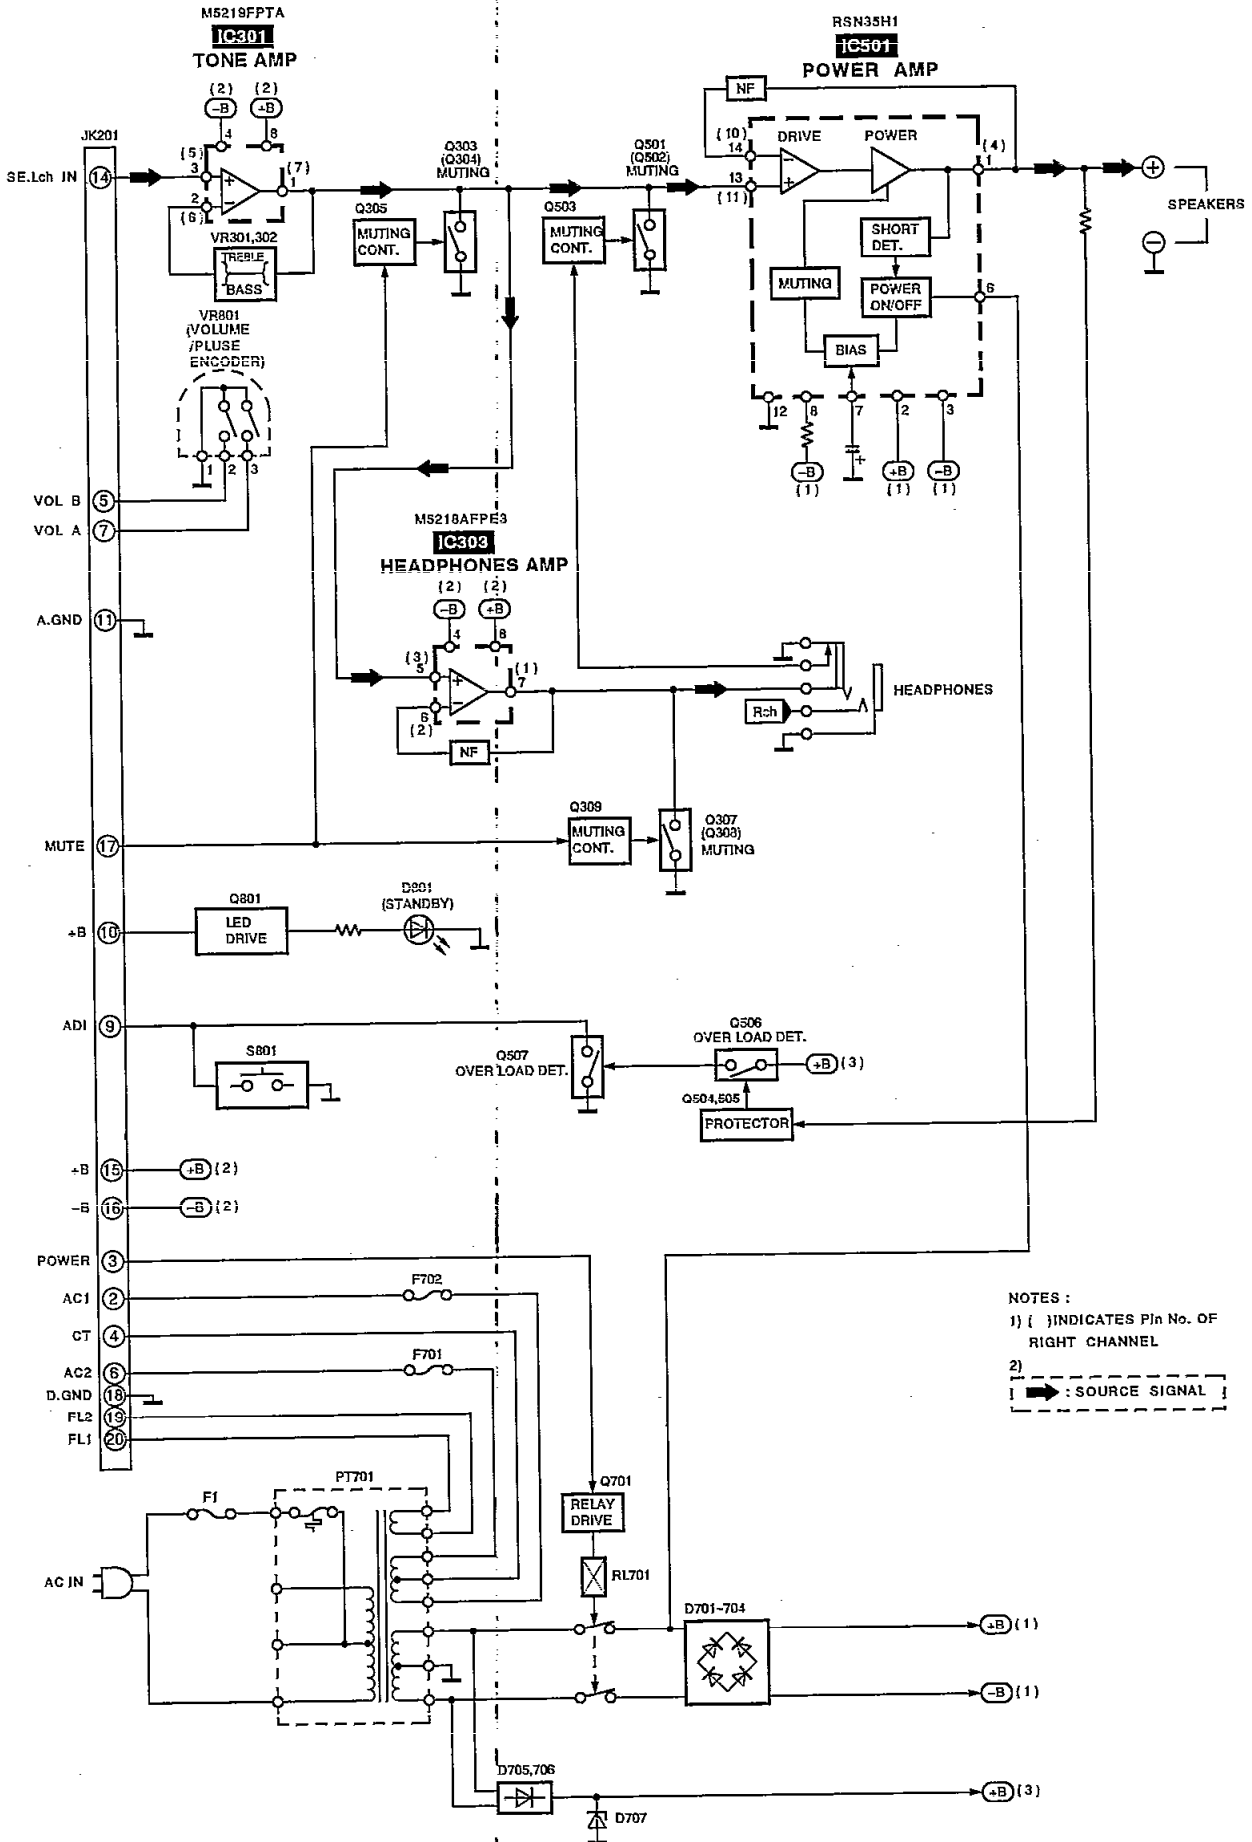 M5219FPTA
IC301
TONE AMP
RSN35H1
IC501
POWER AMP
(2) (2)
-B +B
4 8
NF
JK201
SE.Lch IN 14
(5)
3
+
(7)
1
2
-
(6)
Q303
(Q304)
MUTING
Q501
(Q502)
MUTING
(10)
14
-
DRIVE
POWER
(4)
1
13
+
(11)
+
SPEAKERS
-
Q305
MUTING
CONT.
Q503
MUTING
CONT.
VR301,302
TREBLE
BASS
SHORT
DET.
MUTING
POWER
ON/OFF
6
BIAS
VR801
(VOLUME
/PLUSE
ENCODER)
1 2 3
12 8 7 2 3
+
-B +B -B
(1) (1) (1)
VOL B 5
VOL A 7
M5218AFPE3
IC303
HEADPHONES AMP
(2) (2)
-B +B
4 8
A.GND 11
(3)
5
+
(1)
7
-
6
(2)
NF
HEADPHONES
Rch
MUTE 17
Q309
MUTING
CONT.
Q307
(Q308)
MUTING
Q801
LED
DRIVE
D801
(STANDBY)
+B 10
ADI 9
S801
Q507
OVER LOAD DET.
Q506
OVER LOAD DET.
+B (3)
Q504,505
PROTECTOR
+B 15 +B (2)
-B 16 -B (2)
POWER 3
AC1 2 F702
CT 4
AC2 6 F701
D.GND 18
FL2 19
FL1 20
NOTES :
1) ( )INDICATES Pin No. OF
RIGHT CHANNEL
2)
: SOURCE SIGNAL
PT701
F1
AC IN
Q701
RELAY
DRIVE
RL701
D701~704
+B (1)
-B (1)
D705,706
+B (3)
D707